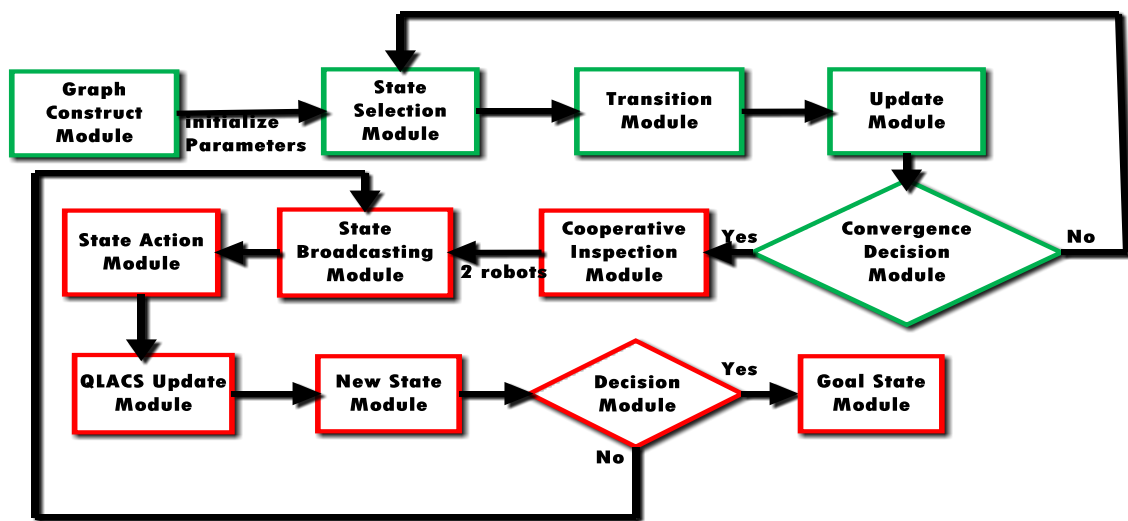 Graph
Construct
Module
initialize
Parameters
State
Selection
Module
Transition
Module
Update
Module
Convergence
Decision
Module
No
Yes
Cooperative
Inspection
Module
2 robots
State
Broadcasting
Module
State Action
Module
QLACS Update
Module
New State
Module
Decision
Module
No
Yes
Goal State
Module